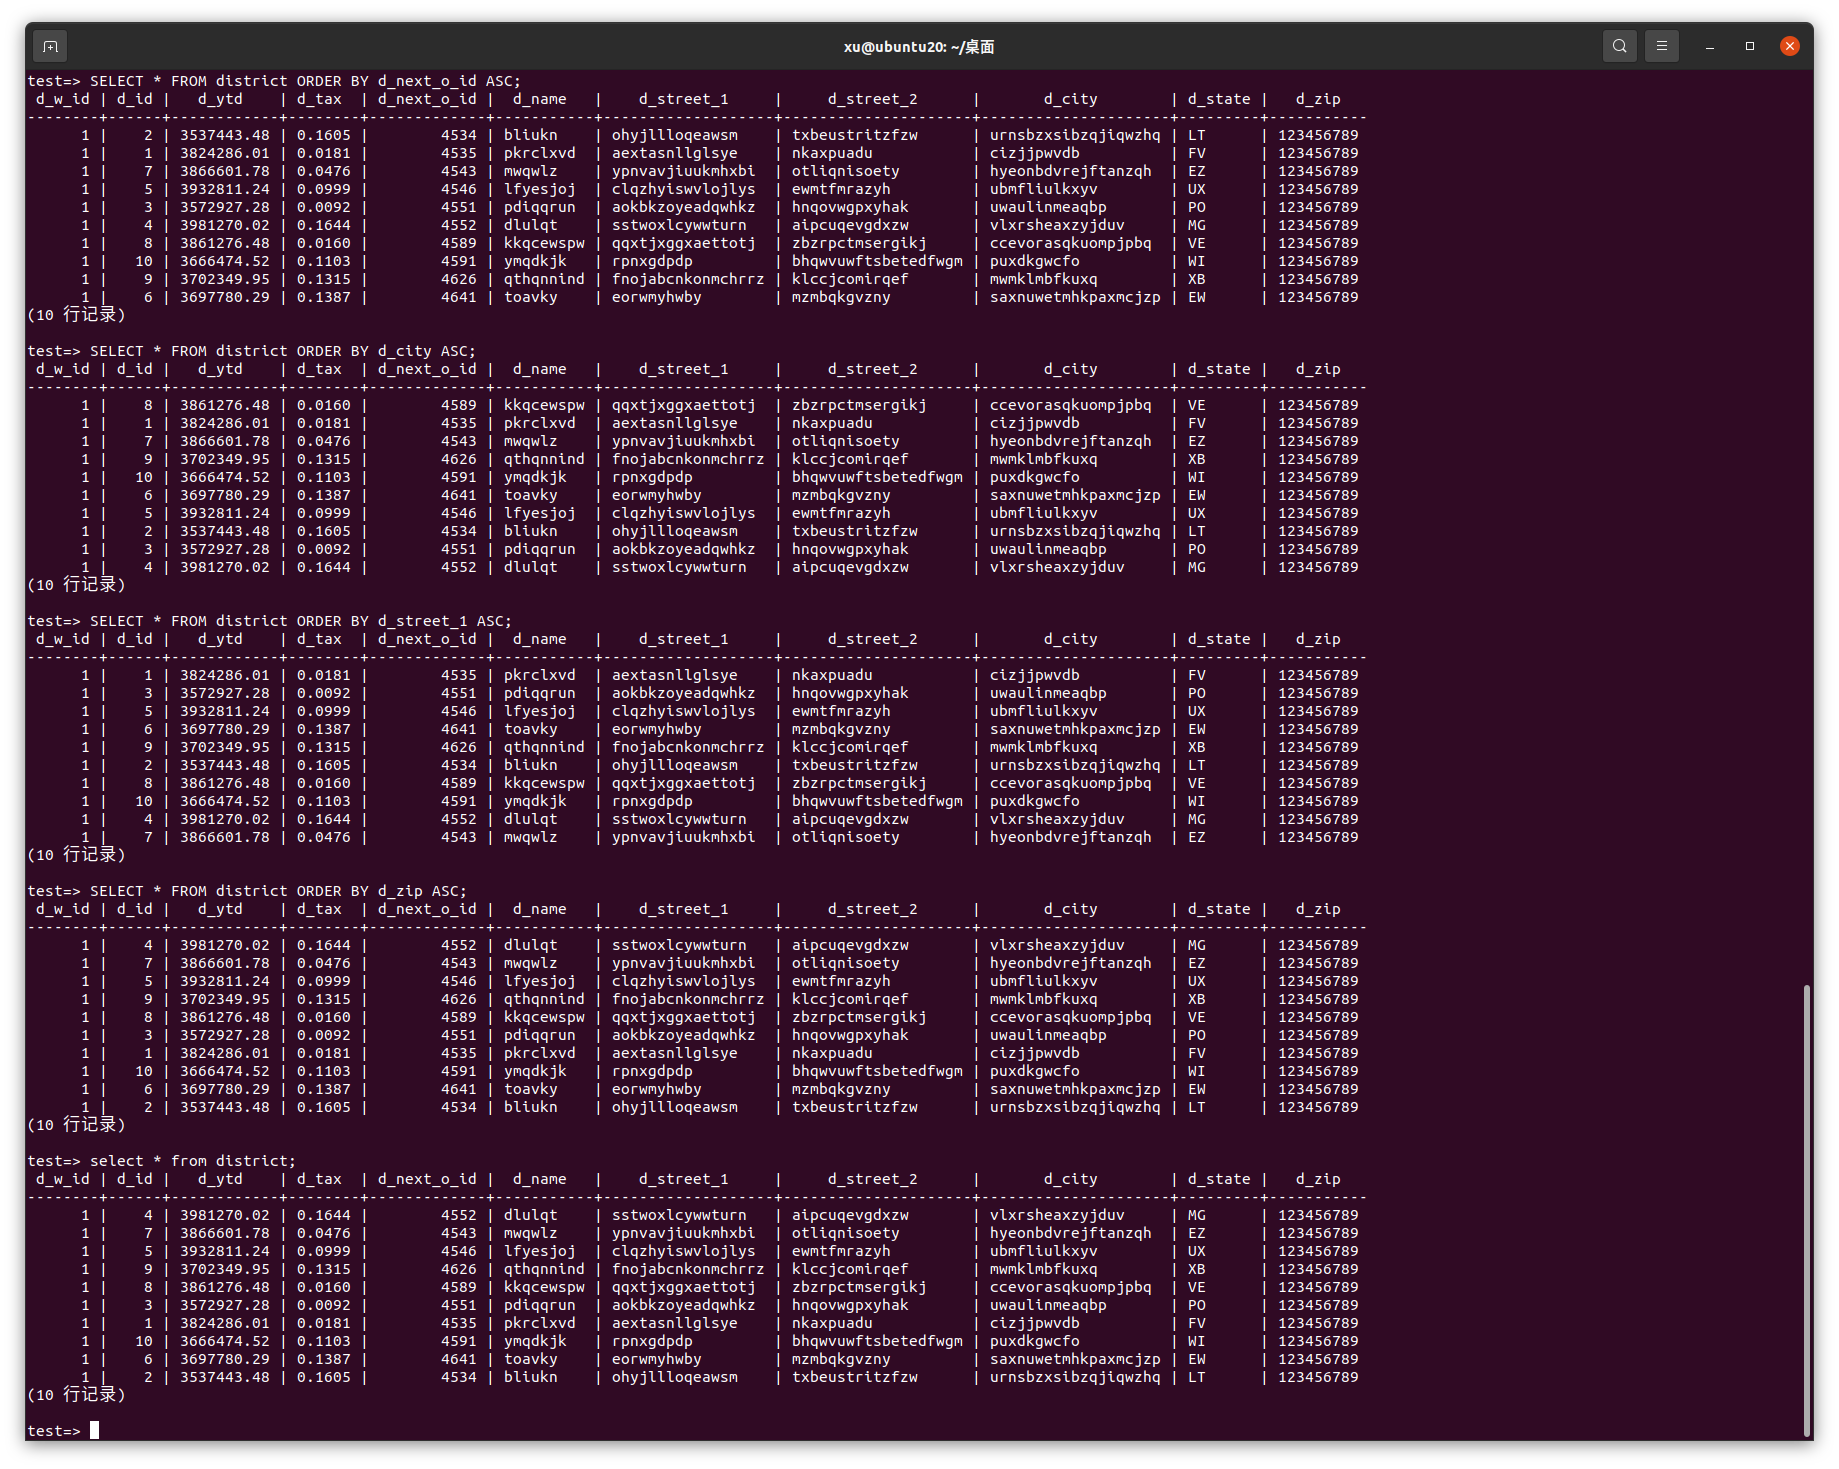 xu@ubuntu20: ~/桌面
test=> SELECT * FROM district ORDER BY d_next_o_id ASC;
 d_w_id | d_id |   d_ytd    | d_tax  | d_next_o_id |  d_name   |    d_street_1     |     d_street_2      |       d_city        | d_state |   d_zip
--------+------+------------+--------+-------------+-----------+-------------------+---------------------+---------------------+---------+-----------
      1 |    2 | 3537443.48 | 0.1605 |        4534 | bliukn    | ohyjllloqeawsm    | txbeustritzfzw      | urnsbzxsibzqjiqwzhq | LT      | 123456789
      1 |    1 | 3824286.01 | 0.0181 |        4535 | pkrclxvd  | aextasnllglsye    | nkaxpuadu           | cizjjpwvdb          | FV      | 123456789
      1 |    7 | 3866601.78 | 0.0476 |        4543 | mwqwlz    | ypnvavjiuukmhxbi  | otliqnisoety        | hyeonbdvrejftanzqh  | EZ      | 123456789
      1 |    5 | 3932811.24 | 0.0999 |        4546 | lfyesjoj  | clqzhyiswvlojlys  | ewmtfmrazyh         | ubmfliulkxyv        | UX      | 123456789
      1 |    3 | 3572927.28 | 0.0092 |        4551 | pdiqqrun  | aokbkzoyeadqwhkz  | hnqovwgpxyhak       | uwaulinmeaqbp       | PO      | 123456789
      1 |    4 | 3981270.02 | 0.1644 |        4552 | dlulqt    | sstwoxlcywwturn   | aipcuqevgdxzw       | vlxrsheaxzyjduv     | MG      | 123456789
      1 |    8 | 3861276.48 | 0.0160 |        4589 | kkqcewspw | qqxtjxggxaettotj  | zbzrpctmsergikj     | ccevorasqkuompjpbq  | VE      | 123456789
      1 |   10 | 3666474.52 | 0.1103 |        4591 | ymqdkjk   | rpnxgdpdp         | bhqwvuwftsbetedfwgm | puxdkgwcfo          | WI      | 123456789
      1 |    9 | 3702349.95 | 0.1315 |        4626 | qthqnnind | fnojabcnkonmchrrz | klccjcomirqef       | mwmklmbfkuxq        | XB      | 123456789
      1 |    6 | 3697780.29 | 0.1387 |        4641 | toavky    | eorwmyhwby        | mzmbqkgvzny         | saxnuwetmhkpaxmcjzp | EW      | 123456789
(10 行记录)
test=> SELECT * FROM district ORDER BY d_city ASC;
 d_w_id | d_id |   d_ytd    | d_tax  | d_next_o_id |  d_name   |    d_street_1     |     d_street_2      |       d_city        | d_state |   d_zip
--------+------+------------+--------+-------------+-----------+-------------------+---------------------+---------------------+---------+-----------
      1 |    8 | 3861276.48 | 0.0160 |        4589 | kkqcewspw | qqxtjxggxaettotj  | zbzrpctmsergikj     | ccevorasqkuompjpbq  | VE      | 123456789
      1 |    1 | 3824286.01 | 0.0181 |        4535 | pkrclxvd  | aextasnllglsye    | nkaxpuadu           | cizjjpwvdb          | FV      | 123456789
      1 |    7 | 3866601.78 | 0.0476 |        4543 | mwqwlz    | ypnvavjiuukmhxbi  | otliqnisoety        | hyeonbdvrejftanzqh  | EZ      | 123456789
      1 |    9 | 3702349.95 | 0.1315 |        4626 | qthqnnind | fnojabcnkonmchrrz | klccjcomirqef       | mwmklmbfkuxq        | XB      | 123456789
      1 |   10 | 3666474.52 | 0.1103 |        4591 | ymqdkjk   | rpnxgdpdp         | bhqwvuwftsbetedfwgm | puxdkgwcfo          | WI      | 123456789
      1 |    6 | 3697780.29 | 0.1387 |        4641 | toavky    | eorwmyhwby        | mzmbqkgvzny         | saxnuwetmhkpaxmcjzp | EW      | 123456789
      1 |    5 | 3932811.24 | 0.0999 |        4546 | lfyesjoj  | clqzhyiswvlojlys  | ewmtfmrazyh         | ubmfliulkxyv        | UX      | 123456789
      1 |    2 | 3537443.48 | 0.1605 |        4534 | bliukn    | ohyjllloqeawsm    | txbeustritzfzw      | urnsbzxsibzqjiqwzhq | LT      | 123456789
      1 |    3 | 3572927.28 | 0.0092 |        4551 | pdiqqrun  | aokbkzoyeadqwhkz  | hnqovwgpxyhak       | uwaulinmeaqbp       | PO      | 123456789
      1 |    4 | 3981270.02 | 0.1644 |        4552 | dlulqt    | sstwoxlcywwturn   | aipcuqevgdxzw       | vlxrsheaxzyjduv     | MG      | 123456789
(10 行记录)
test=> SELECT * FROM district ORDER BY d_street_1 ASC;
 d_w_id | d_id |   d_ytd    | d_tax  | d_next_o_id |  d_name   |    d_street_1     |     d_street_2      |       d_city        | d_state |   d_zip
--------+------+------------+--------+-------------+-----------+-------------------+---------------------+---------------------+---------+-----------
      1 |    1 | 3824286.01 | 0.0181 |        4535 | pkrclxvd  | aextasnllglsye    | nkaxpuadu           | cizjjpwvdb          | FV      | 123456789
      1 |    3 | 3572927.28 | 0.0092 |        4551 | pdiqqrun  | aokbkzoyeadqwhkz  | hnqovwgpxyhak       | uwaulinmeaqbp       | PO      | 123456789
      1 |    5 | 3932811.24 | 0.0999 |        4546 | lfyesjoj  | clqzhyiswvlojlys  | ewmtfmrazyh         | ubmfliulkxyv        | UX      | 123456789
      1 |    6 | 3697780.29 | 0.1387 |        4641 | toavky    | eorwmyhwby        | mzmbqkgvzny         | saxnuwetmhkpaxmcjzp | EW      | 123456789
      1 |    9 | 3702349.95 | 0.1315 |        4626 | qthqnnind | fnojabcnkonmchrrz | klccjcomirqef       | mwmklmbfkuxq        | XB      | 123456789
      1 |    2 | 3537443.48 | 0.1605 |        4534 | bliukn    | ohyjllloqeawsm    | txbeustritzfzw      | urnsbzxsibzqjiqwzhq | LT      | 123456789
      1 |    8 | 3861276.48 | 0.0160 |        4589 | kkqcewspw | qqxtjxggxaettotj  | zbzrpctmsergikj     | ccevorasqkuompjpbq  | VE      | 123456789
      1 |   10 | 3666474.52 | 0.1103 |        4591 | ymqdkjk   | rpnxgdpdp         | bhqwvuwftsbetedfwgm | puxdkgwcfo          | WI      | 123456789
      1 |    4 | 3981270.02 | 0.1644 |        4552 | dlulqt    | sstwoxlcywwturn   | aipcuqevgdxzw       | vlxrsheaxzyjduv     | MG      | 123456789
      1 |    7 | 3866601.78 | 0.0476 |        4543 | mwqwlz    | ypnvavjiuukmhxbi  | otliqnisoety        | hyeonbdvrejftanzqh  | EZ      | 123456789
(10 行记录)
test=> SELECT * FROM district ORDER BY d_zip ASC;
 d_w_id | d_id |   d_ytd    | d_tax  | d_next_o_id |  d_name   |    d_street_1     |     d_street_2      |       d_city        | d_state |   d_zip
--------+------+------------+--------+-------------+-----------+-------------------+---------------------+---------------------+---------+-----------
      1 |    4 | 3981270.02 | 0.1644 |        4552 | dlulqt    | sstwoxlcywwturn   | aipcuqevgdxzw       | vlxrsheaxzyjduv     | MG      | 123456789
      1 |    7 | 3866601.78 | 0.0476 |        4543 | mwqwlz    | ypnvavjiuukmhxbi  | otliqnisoety        | hyeonbdvrejftanzqh  | EZ      | 123456789
      1 |    5 | 3932811.24 | 0.0999 |        4546 | lfyesjoj  | clqzhyiswvlojlys  | ewmtfmrazyh         | ubmfliulkxyv        | UX      | 123456789
      1 |    9 | 3702349.95 | 0.1315 |        4626 | qthqnnind | fnojabcnkonmchrrz | klccjcomirqef       | mwmklmbfkuxq        | XB      | 123456789
      1 |    8 | 3861276.48 | 0.0160 |        4589 | kkqcewspw | qqxtjxggxaettotj  | zbzrpctmsergikj     | ccevorasqkuompjpbq  | VE      | 123456789
      1 |    3 | 3572927.28 | 0.0092 |        4551 | pdiqqrun  | aokbkzoyeadqwhkz  | hnqovwgpxyhak       | uwaulinmeaqbp       | PO      | 123456789
      1 |    1 | 3824286.01 | 0.0181 |        4535 | pkrclxvd  | aextasnllglsye    | nkaxpuadu           | cizjjpwvdb          | FV      | 123456789
      1 |   10 | 3666474.52 | 0.1103 |        4591 | ymqdkjk   | rpnxgdpdp         | bhqwvuwftsbetedfwgm | puxdkgwcfo          | WI      | 123456789
      1 |    6 | 3697780.29 | 0.1387 |        4641 | toavky    | eorwmyhwby        | mzmbqkgvzny         | saxnuwetmhkpaxmcjzp | EW      | 123456789
      1 |    2 | 3537443.48 | 0.1605 |        4534 | bliukn    | ohyjllloqeawsm    | txbeustritzfzw      | urnsbzxsibzqjiqwzhq | LT      | 123456789
(10 行记录)
test=> select * from district;
 d_w_id | d_id |   d_ytd    | d_tax  | d_next_o_id |  d_name   |    d_street_1     |     d_street_2      |       d_city        | d_state |   d_zip
--------+------+------------+--------+-------------+-----------+-------------------+---------------------+---------------------+---------+-----------
      1 |    4 | 3981270.02 | 0.1644 |        4552 | dlulqt    | sstwoxlcywwturn   | aipcuqevgdxzw       | vlxrsheaxzyjduv     | MG      | 123456789
      1 |    7 | 3866601.78 | 0.0476 |        4543 | mwqwlz    | ypnvavjiuukmhxbi  | otliqnisoety        | hyeonbdvrejftanzqh  | EZ      | 123456789
      1 |    5 | 3932811.24 | 0.0999 |        4546 | lfyesjoj  | clqzhyiswvlojlys  | ewmtfmrazyh         | ubmfliulkxyv        | UX      | 123456789
      1 |    9 | 3702349.95 | 0.1315 |        4626 | qthqnnind | fnojabcnkonmchrrz | klccjcomirqef       | mwmklmbfkuxq        | XB      | 123456789
      1 |    8 | 3861276.48 | 0.0160 |        4589 | kkqcewspw | qqxtjxggxaettotj  | zbzrpctmsergikj     | ccevorasqkuompjpbq  | VE      | 123456789
      1 |    3 | 3572927.28 | 0.0092 |        4551 | pdiqqrun  | aokbkzoyeadqwhkz  | hnqovwgpxyhak       | uwaulinmeaqbp       | PO      | 123456789
      1 |    1 | 3824286.01 | 0.0181 |        4535 | pkrclxvd  | aextasnllglsye    | nkaxpuadu           | cizjjpwvdb          | FV      | 123456789
      1 |   10 | 3666474.52 | 0.1103 |        4591 | ymqdkjk   | rpnxgdpdp         | bhqwvuwftsbetedfwgm | puxdkgwcfo          | WI      | 123456789
      1 |    6 | 3697780.29 | 0.1387 |        4641 | toavky    | eorwmyhwby        | mzmbqkgvzny         | saxnuwetmhkpaxmcjzp | EW      | 123456789
      1 |    2 | 3537443.48 | 0.1605 |        4534 | bliukn    | ohyjllloqeawsm    | txbeustritzfzw      | urnsbzxsibzqjiqwzhq | LT      | 123456789
(10 行记录)
test=>